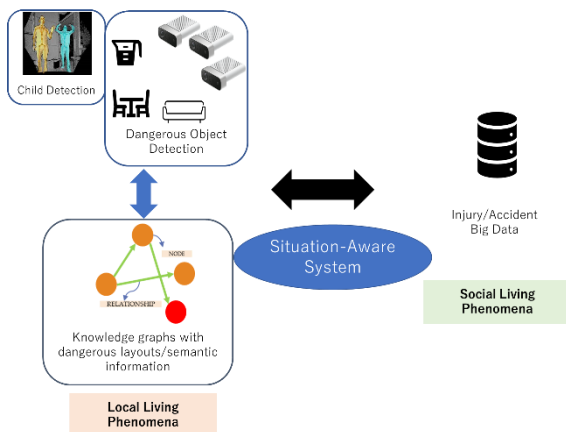 Child Detection
Dangerous Object
Detection
Injury/Accident
Big Data
Situation-Aware
System
NODE
RELATIONSHIP
Knowledge graphs with
dangerous layouts/semantic
information
Social Living
Phenomena
Local Living
Phenomena